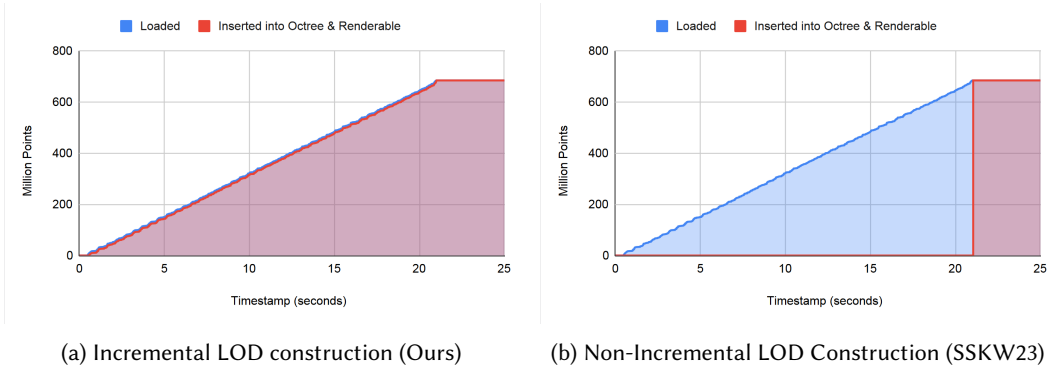 Loaded Inserted into Octree & Renderable
800
600
400
200
0
Million Points
0 5 10 15 20 25
Timestamp (seconds)
(a) Incremental LOD construction (Ours)
Loaded Inserted into Octree & Renderable
800
600
400
200
0
Million Points
0 5 10 15 20 25
Timestamp (seconds)
(b) Non-Incremental LOD Construction (SSKW23)